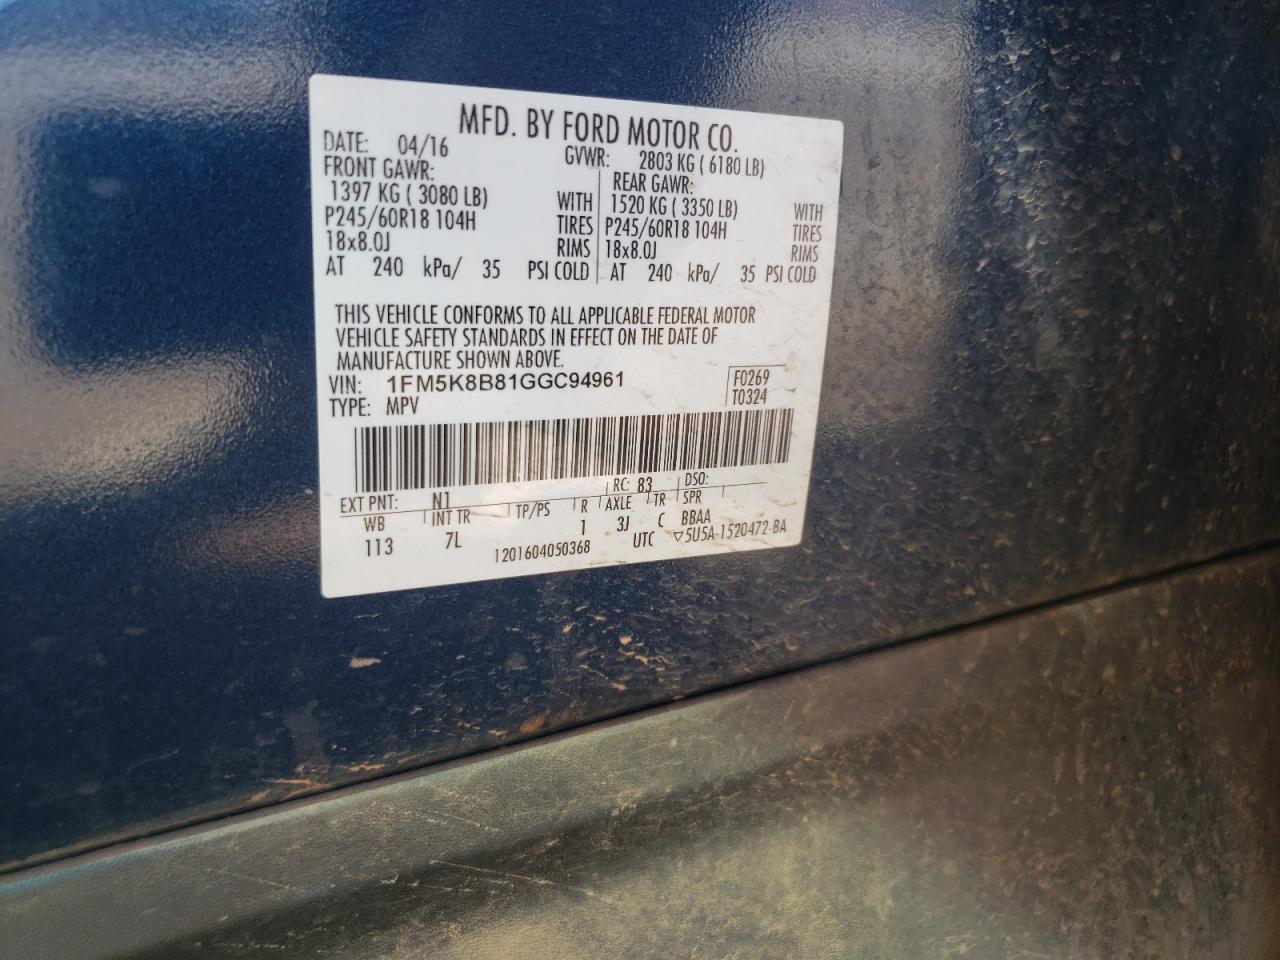 MFD. BY FORD MOTOR CO.
DATE: 04/16 GVWR: 2803 KG ( 6180 LB)
FRONT GAWR: REAR GAWR:
1397 KG ( 3080 LB) WITH 1520 KG ( 3350 LB) WITH
P245/60R18 104H TIRES P245/60R18 104H TIRES
18x8.0J RIMS 18x8.0J RIMS
AT 240 kPa/ 35 PSI COLD AT 240 kPa/ 35 PSI COLD
THIS VEHICLE CONFORMS TO ALL APPLICABLE FEDERAL MOTOR
VEHICLE SAFETY STANDARDS IN EFFECT ON THE DATE OF
MANUFACTURE SHOWN ABOVE.
VIN: 1FM5K8B81GGC94961 F0269
TYPE: MPV T0324
EXT PNT: N1 RC: 83 DSO:
WB INT TR TP/PS R AXLE TR SPR
113 7L 1 3J C BBAA
1201604050368 UTC ▽5U5A-1520472-BA